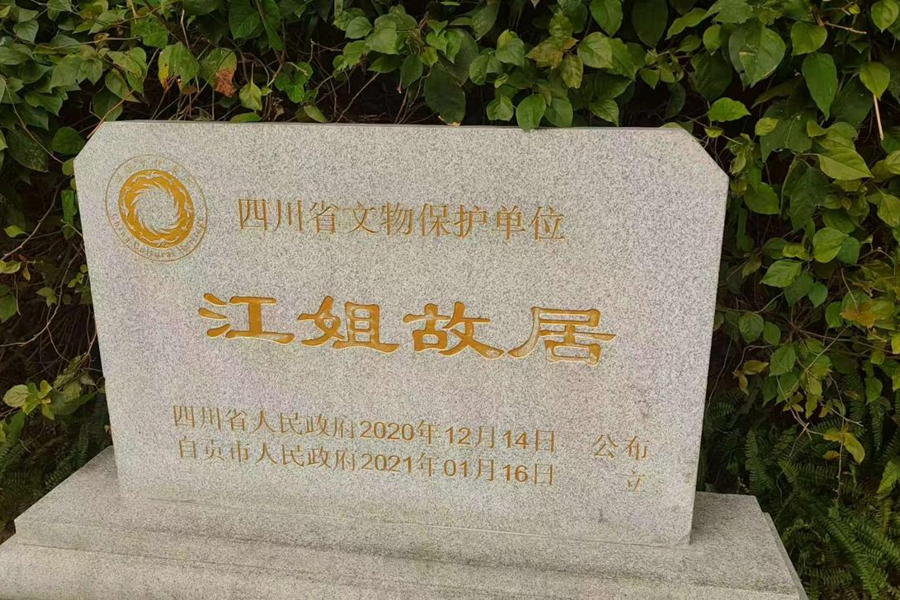 四川省文物保护单位
江姐故居
四川省人民政府2020年12月14日 公布
自贡市人民政府2021年01月16日 立